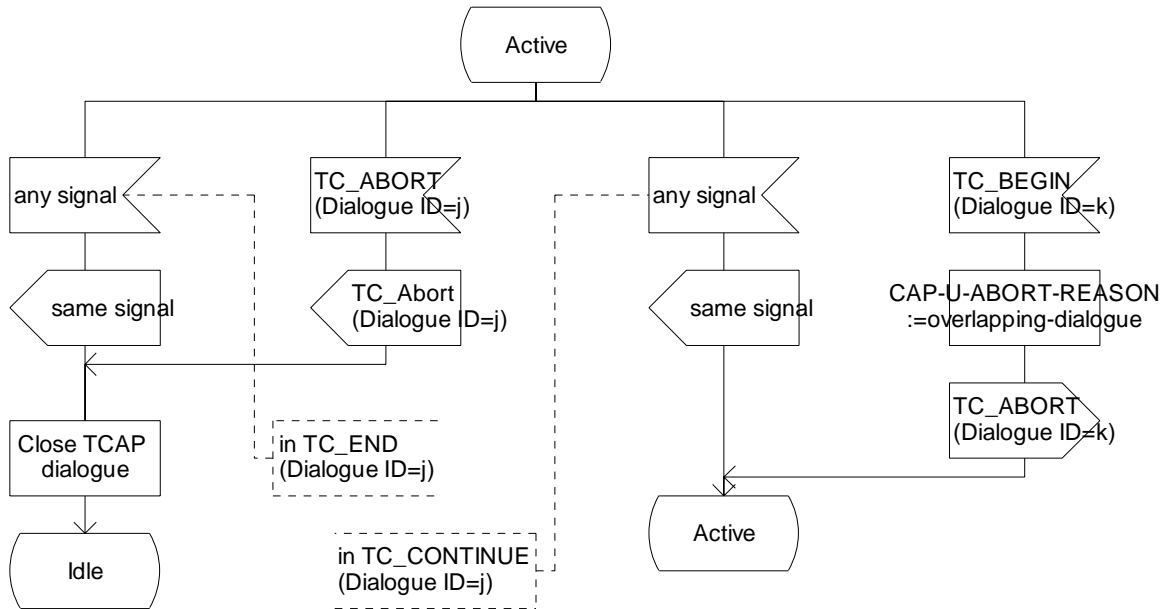 Active
any signal
TC_ABORT
(Dialogue ID=j)
any signal
TC_BEGIN
(Dialogue ID=k)
same signal
TC_Abort
(Dialogue ID=j)
same signal
CAP-U-ABORT-REASON
:=overlapping-dialogue
TC_ABORT
(Dialogue ID=k)
Close TCAP
dialogue
in TC_END
(Dialogue ID=j)
Active
Idle
in TC_CONTINUE
(Dialogue ID=j)